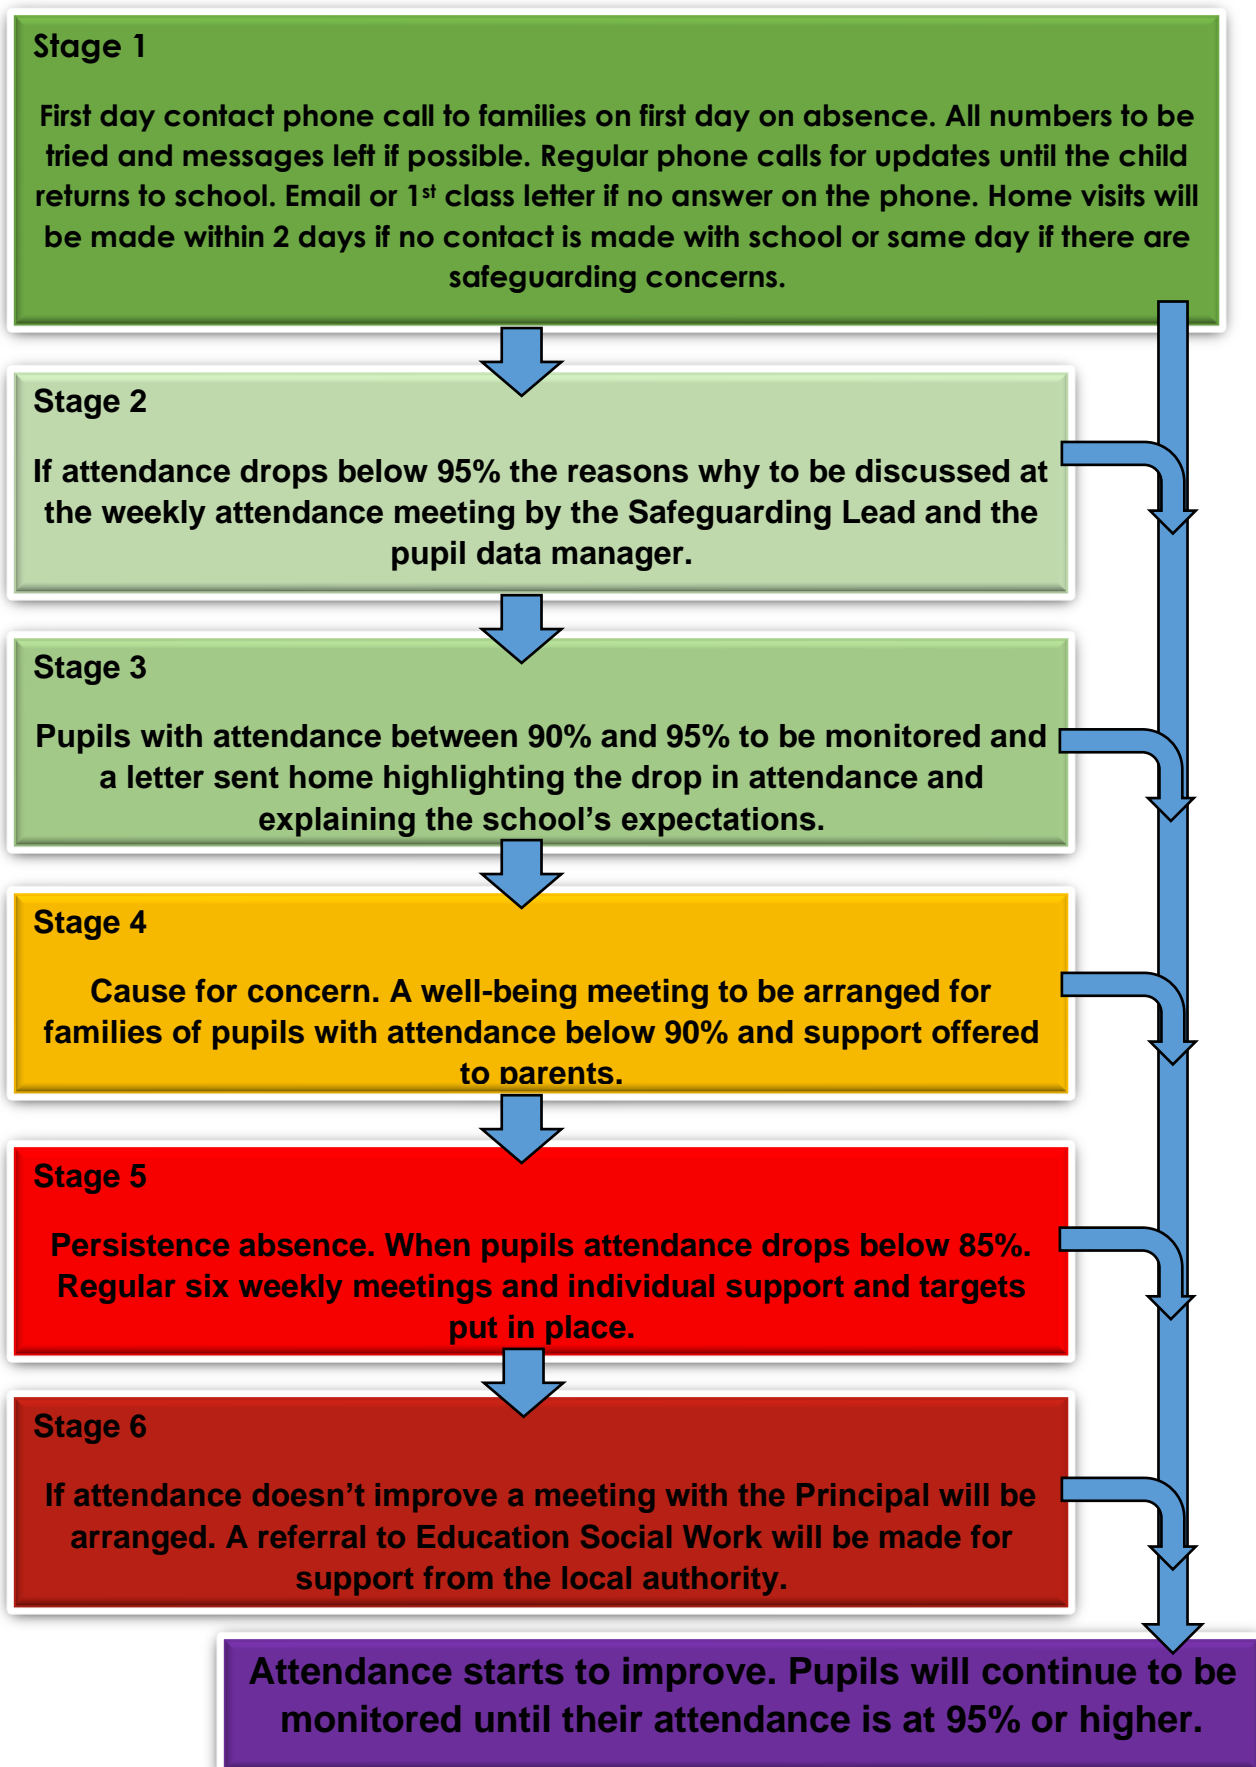 Stage 1
First day contact phone call to families on first day on absence. All numbers to be
tried and messages left if possible. Regular phone calls for updates until the child
returns to school. Email or 1st class letter if no answer on the phone. Home visits will
be made within 2 days if no contact is made with school or same day if there are
safeguarding concerns.
Stage 2
If attendance drops below 95% the reasons why to be discussed at
the weekly attendance meeting by the Safeguarding Lead and the
pupil data manager.
Stage 3
Pupils with attendance between 90% and 95% to be monitored and
a letter sent home highlighting the drop in attendance and
explaining the school’s expectations.
Stage 4
Cause for concern. A well-being meeting to be arranged for
families of pupils with attendance below 90% and support offered
to parents.
Stage 5
Persistence absence. When pupils attendance drops below 85%.
Regular six weekly meetings and individual support and targets
put in place.
Stage 6
If attendance doesn’t improve a meeting with the Principal will be
arranged. A referral to Education Social Work will be made for
support from the local authority.
Attendance starts to improve. Pupils will continue to be
monitored until their attendance is at 95% or higher.